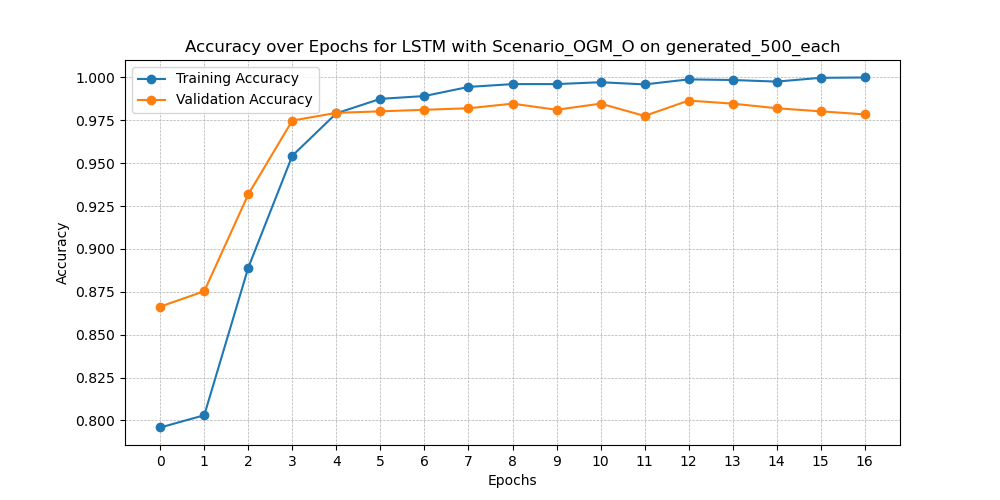 Accuracy over Epochs for LSTM with Scenario_OGM_O on generated_500_each
Training Accuracy
Validation Accuracy
1.000
0.975
0.950
0.925
0.900
0.875
0.850
0.825
0.800
Accuracy
0 1 2 3 4 5 6 7 8 9 10 11 12 13 14 15 16
Epochs